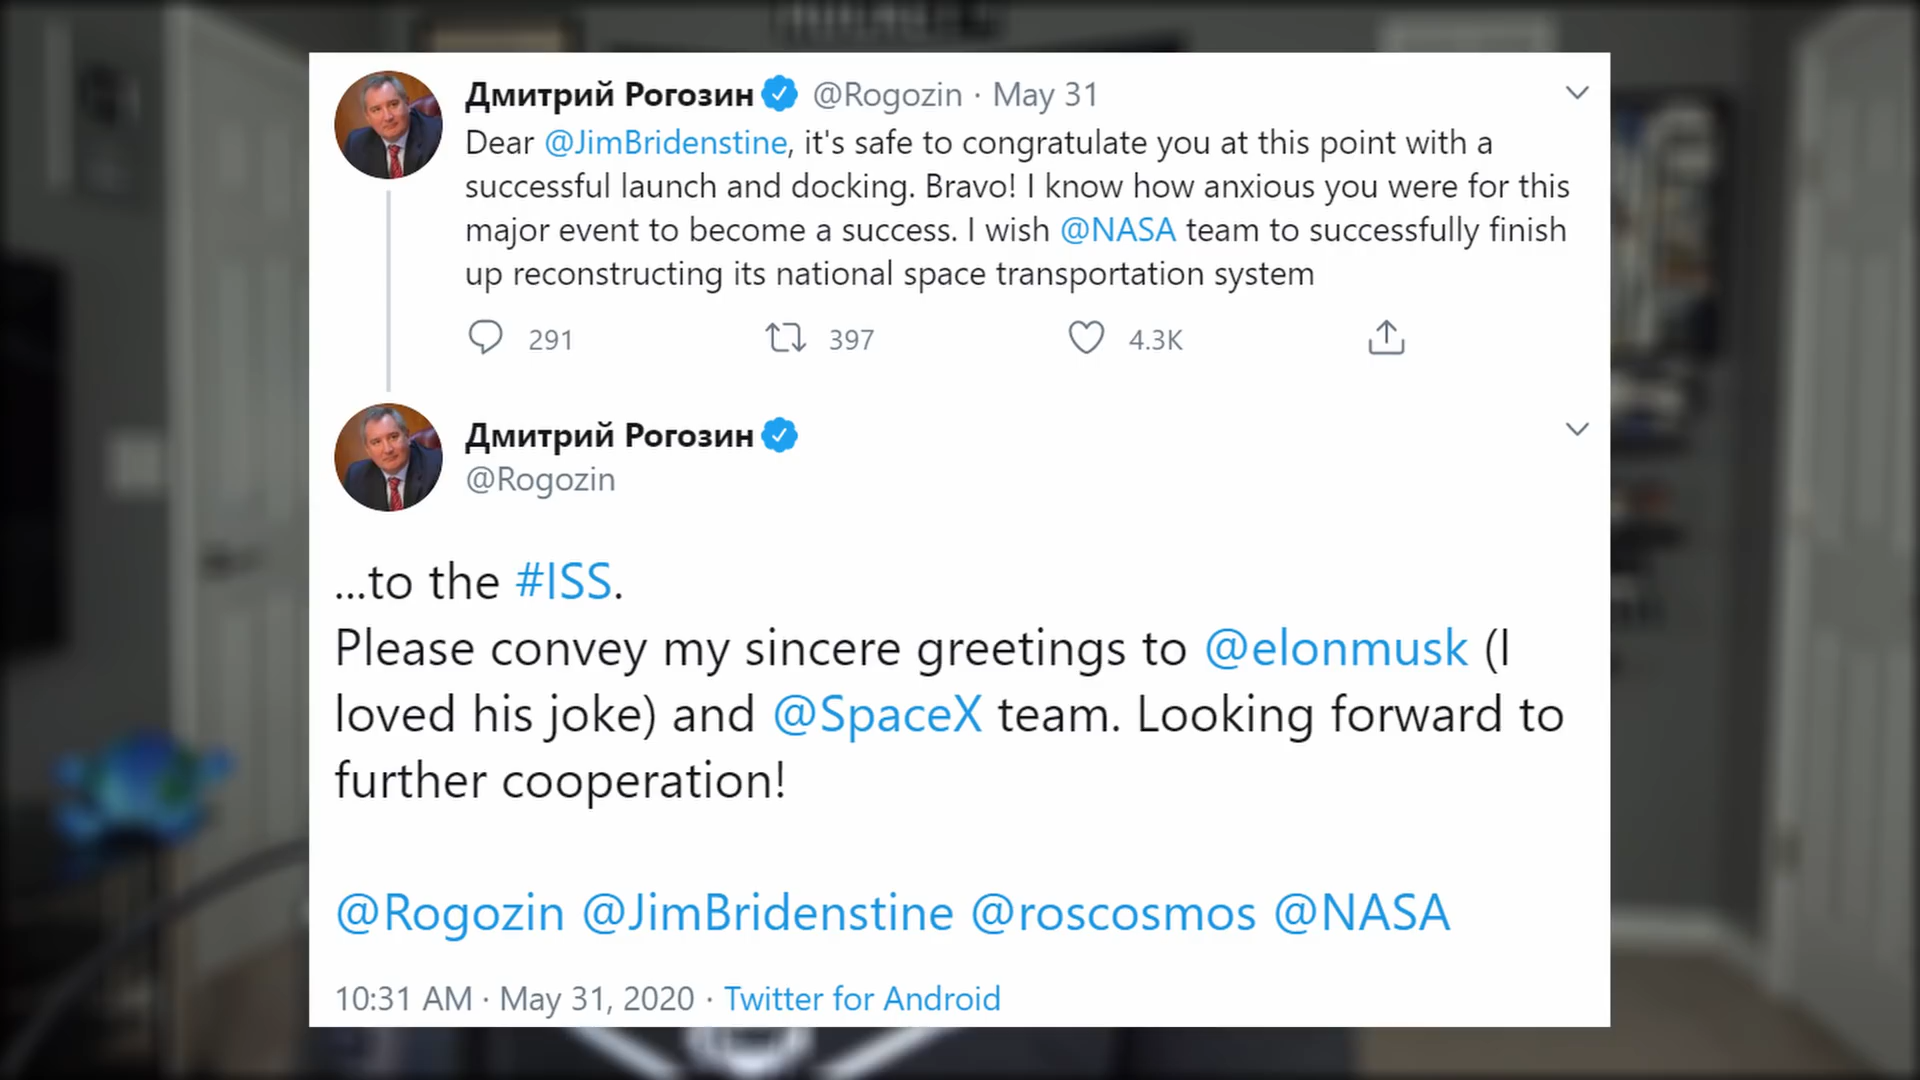 Дмитрий Рогозин @Rogozin · May 31
Dear @JimBridenstine, it's safe to congratulate you at this point with a
successful launch and docking. Bravo! I know how anxious you were for this
major event to become a success. I wish @NASA team to successfully finish
up reconstructing its national space transportation system
291 397 4.3K
Дмитрий Рогозин
@Rogozin
...to the #ISS.
Please convey my sincere greetings to @elonmusk (I
loved his joke) and @SpaceX team. Looking forward to
further cooperation!
@Rogozin @JimBridenstine @roscosmos @NASA
10:31 AM · May 31, 2020 · Twitter for Android